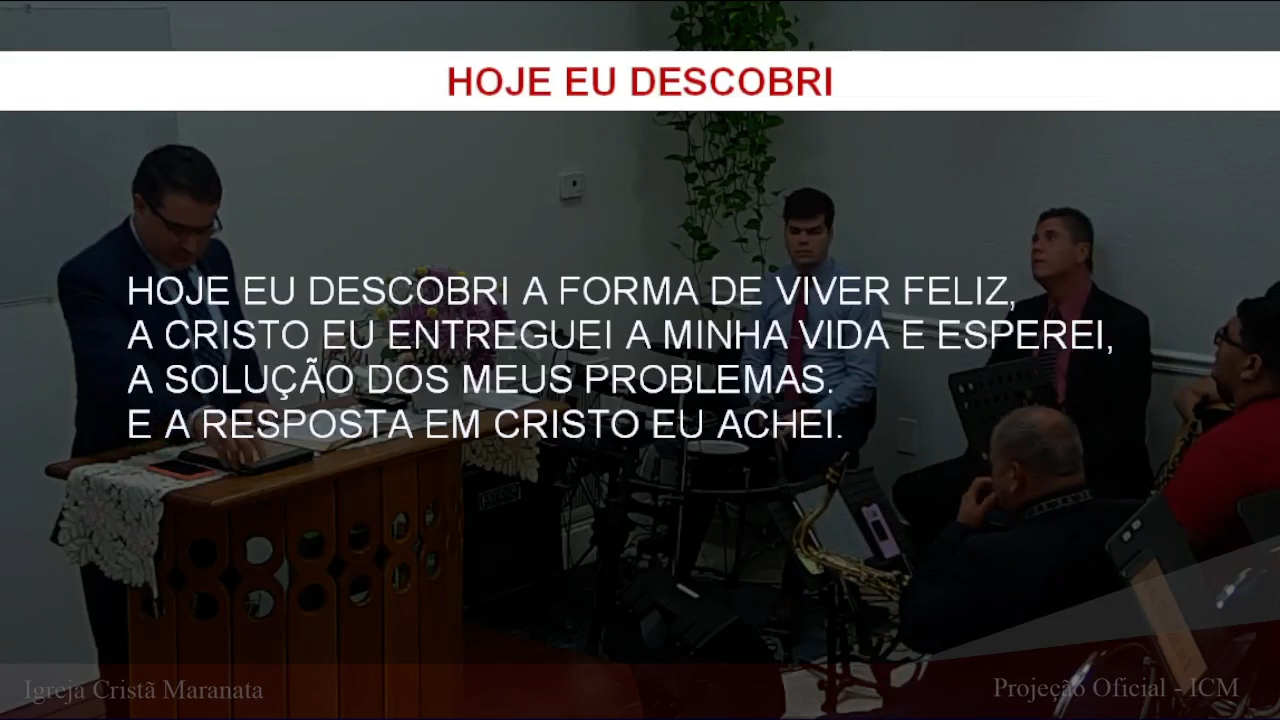 HOJE EU DESCOBRI
HOJE EU DESCOBRI A FORMA DE VIVER FELIZ,
A CRISTO EU ENTREGUEI A MINHA VIDA E ESPEREI,
A SOLUÇÃO DOS MEUS PROBLEMAS.
E A RESPOSTA EM CRISTO EU ACHEI.
Igreja Cristã Maranata
Projeção Oficial - ICM